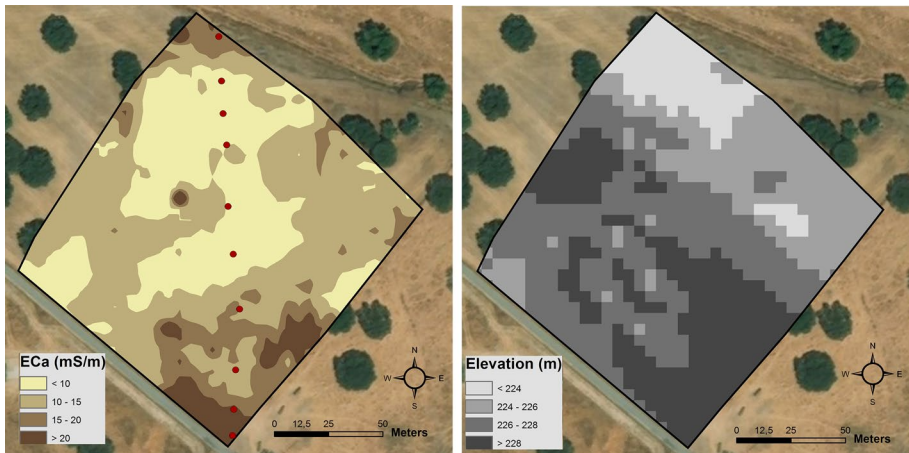 ECa (mS/m)
< 10
10 - 15
15 - 20
> 20
N
W E
S
0 12,5 25 50
Meters
Elevation (m)
< 224
224 - 226
226 - 228
> 228
N
W E
S
0 12,5 25 50
Meters